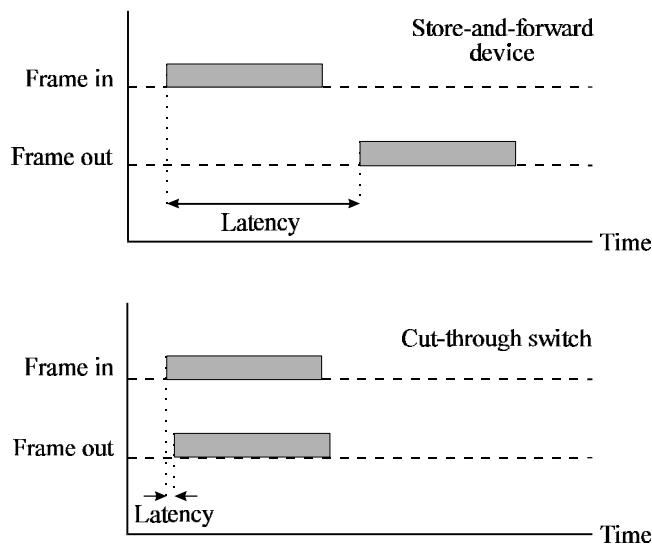 Store-and-forward
device
Frame in
Frame out
Latency
Time
Cut-through switch
Frame in
Frame out
Latency
Time